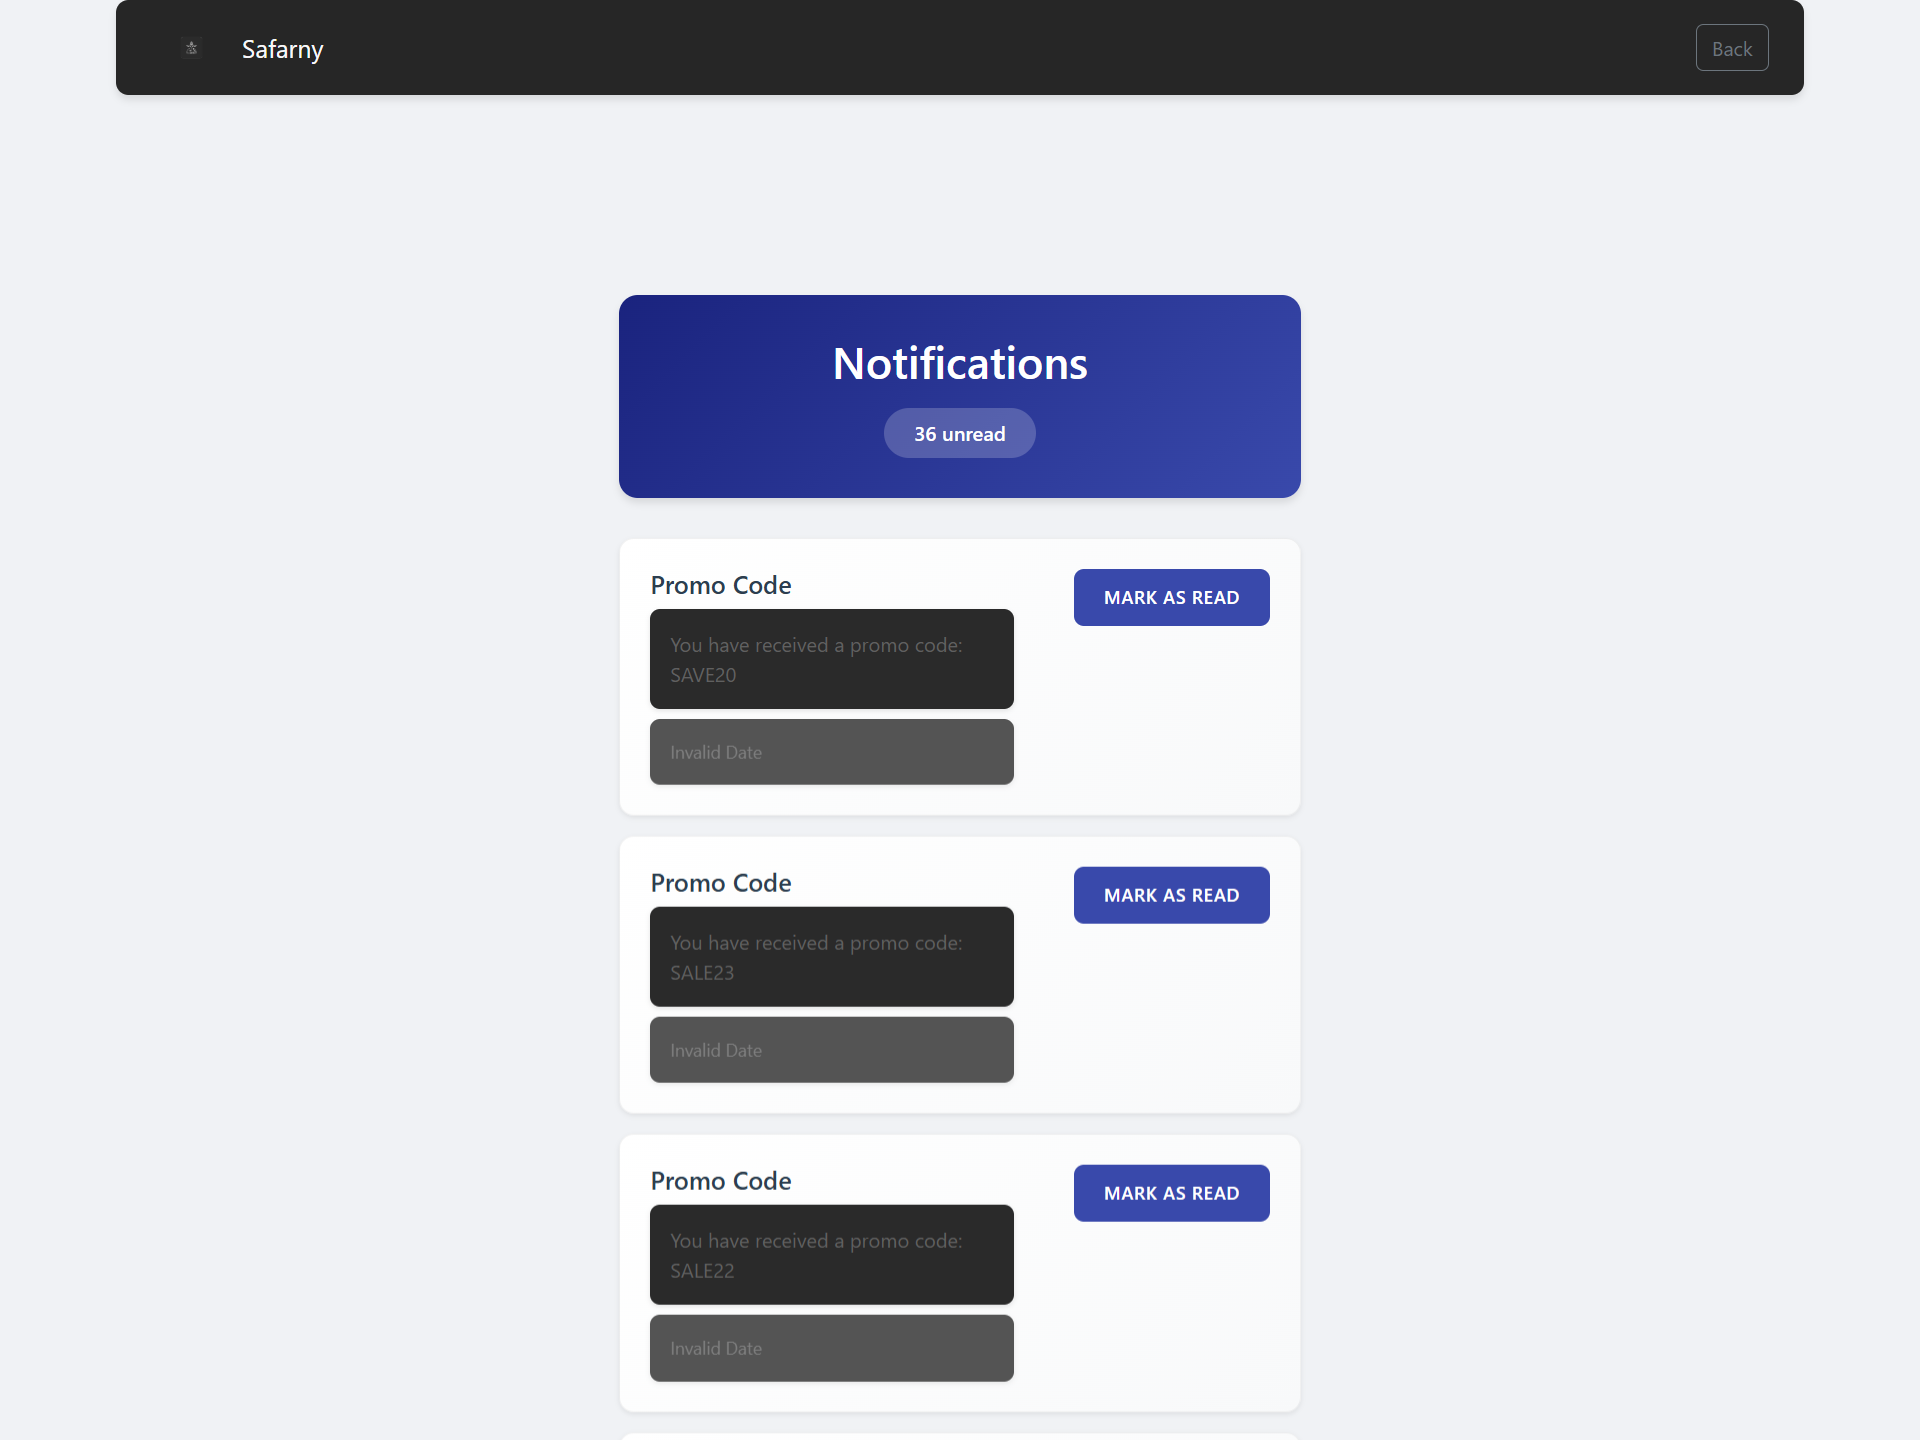 Safarny
Back
Notifications
36 unread
Promo Code
MARK AS READ
You have received a promo code:
SAVE20
Invalid Date
Promo Code
MARK AS READ
You have received a promo code:
SALE23
Invalid Date
Promo Code
MARK AS READ
You have received a promo code:
SALE22
Invalid Date